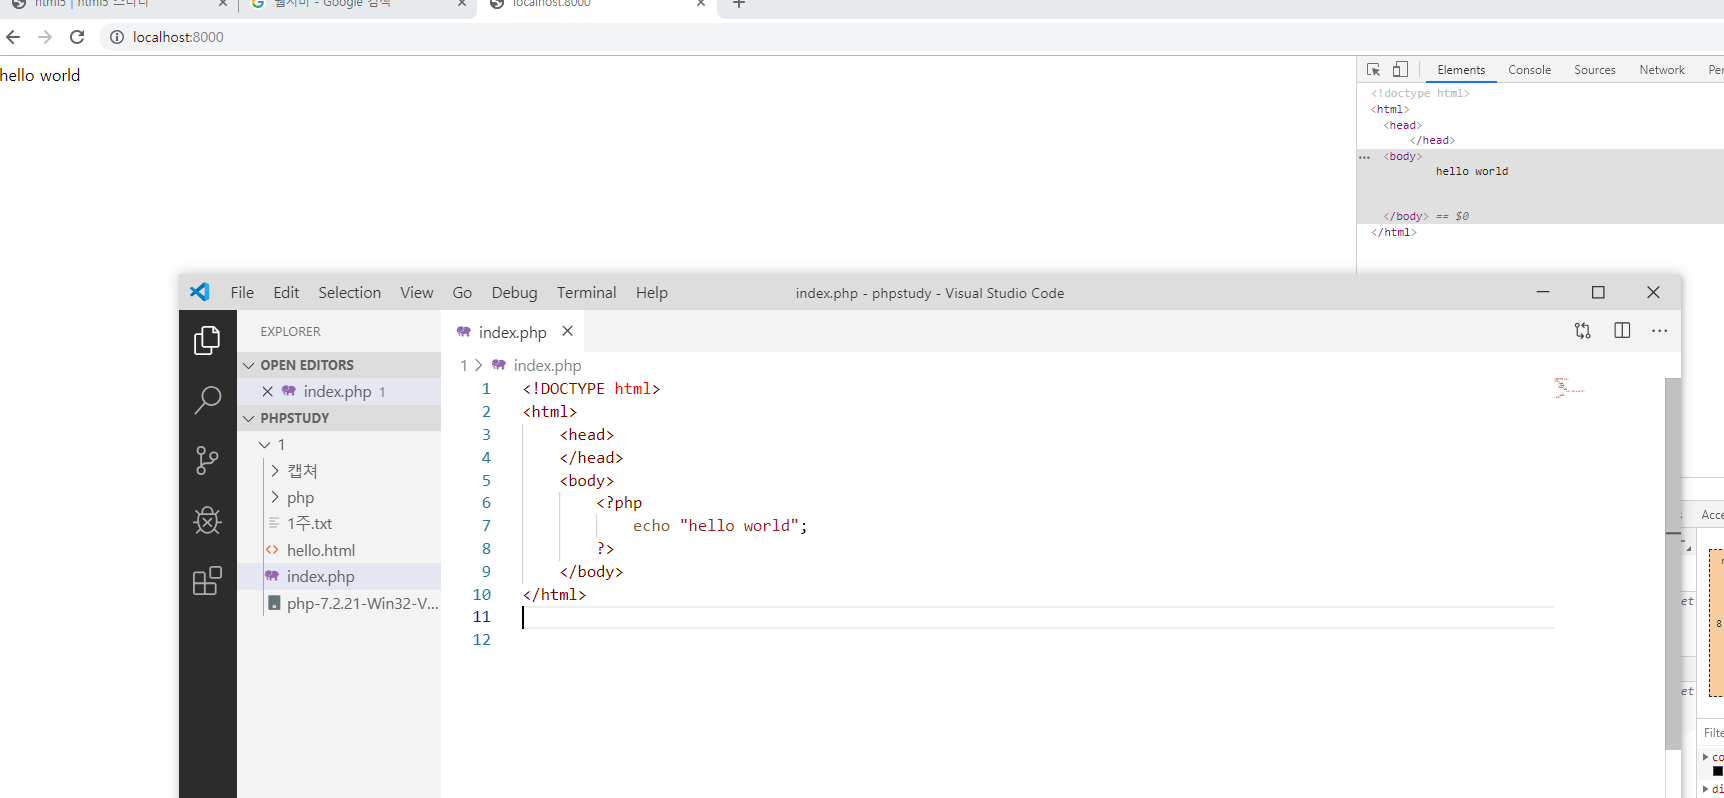 html5 | html5 스터디
웹서버 - Google 검색
localhost:8000
localhost:8000
hello world
Elements Console Sources Network Per
<!doctype html>
<html>
<head>
</head>
··· <body>
hello world
</body> == $0
</html>
File Edit Selection View Go Debug Terminal Help
index.php - phpstudy - Visual Studio Code
EXPLORER
OPEN EDITORS
index.php 1
PHPSTUDY
1
캡쳐
php
1주.txt
hello.html
index.php
php-7.2.21-Win32-V...
index.php
1 > index.php
1 <!DOCTYPE html>
2 <html>
3 <head>
4 </head>
5 <body>
6 <?php
7 echo "hello world";
8 ?>
9 </body>
10 </html>
11
12
s Acce
et
8
et
Filte
co
di